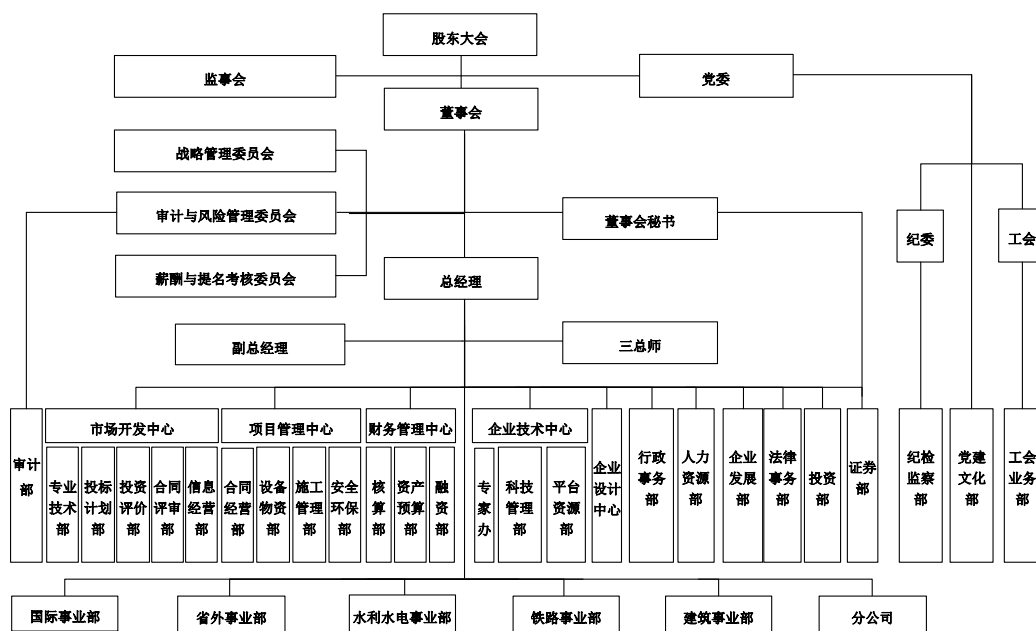 股东大会
监事会
党委
董事会
战略管理委员会
审计与风险管理委员会
董事会秘书
纪委
工会
薪酬与提名考核委员会
总经理
副总经理
三总师
审计
部
市场开发中心
专业
技术
部
投标
计划
部
投资
评价
部
合同
评审
部
信息
经营
部
项目管理中心
合同
经营
部
设备
物资
部
施工
管理
部
安全
环保
部
财务管理中心
核
算
部
资产
预算
部
融
资
部
企业技术中心
专
家
办
科技
管理
部
平台
资源
部
企业
设计
中心
行政
事务
部
人力
资源
部
企业
发展
部
法律
事务
部
投资
部
证券
部
纪检
监察
部
党建
文化
部
工会
业务
部
国际事业部
省外事业部
水利水电事业部
铁路事业部
建筑事业部
分公司